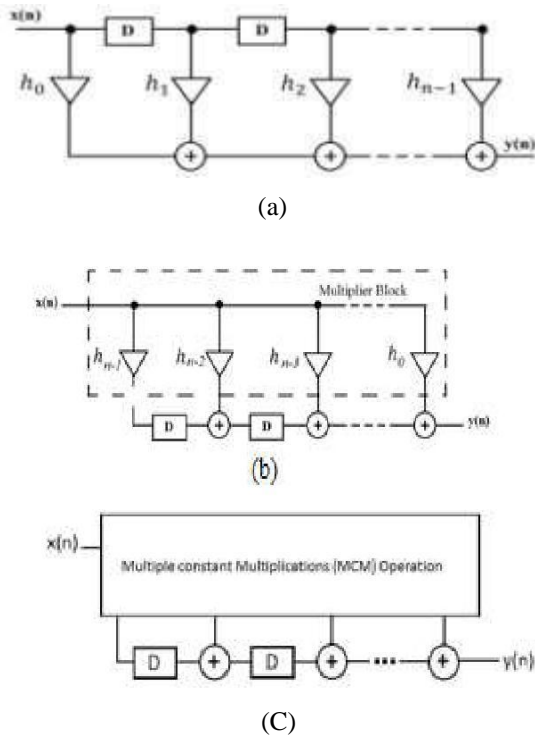 x(n)
D D
h₀ h₁ h₂ hₙ₋₁
+ + +
y(n)
(a)
Multiplier Block
x(n)
hₙ₋₁ hₙ₋₂ hₙ₋₃ h₀
D + D + +
y(n)
(b)
x(n)
Multiple constant Multiplications (MCM) Operation
D + D + ... +
y(n)
(C)